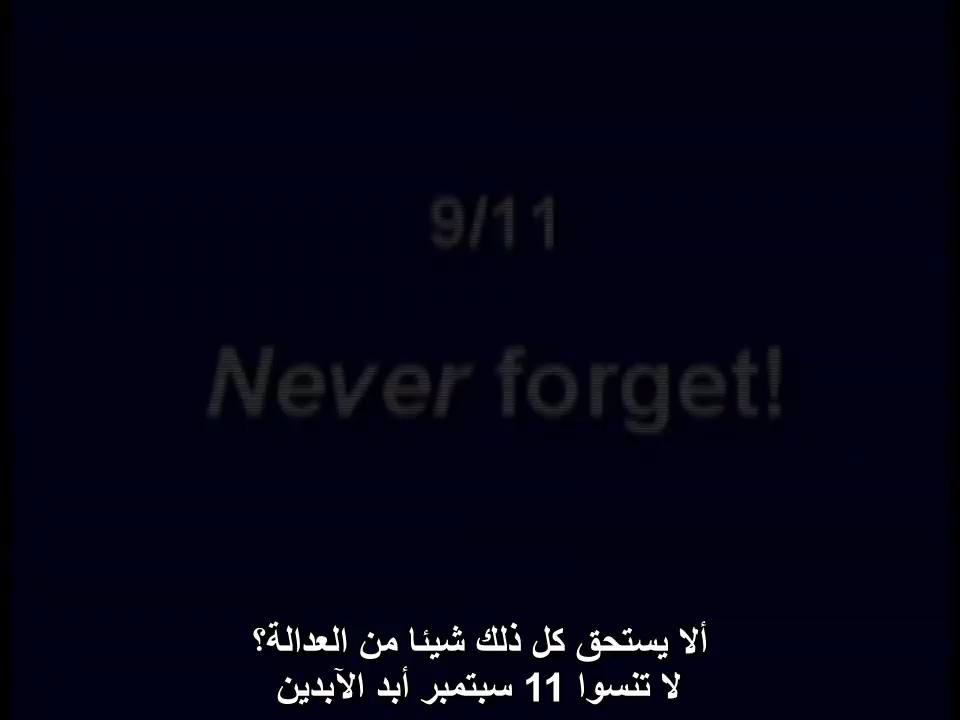 9/11
Never forget!
ألا يستحق كل ذلك شيئا من العدالة؟
لا تنسوا 11 سبتمبر أبد الآبدين